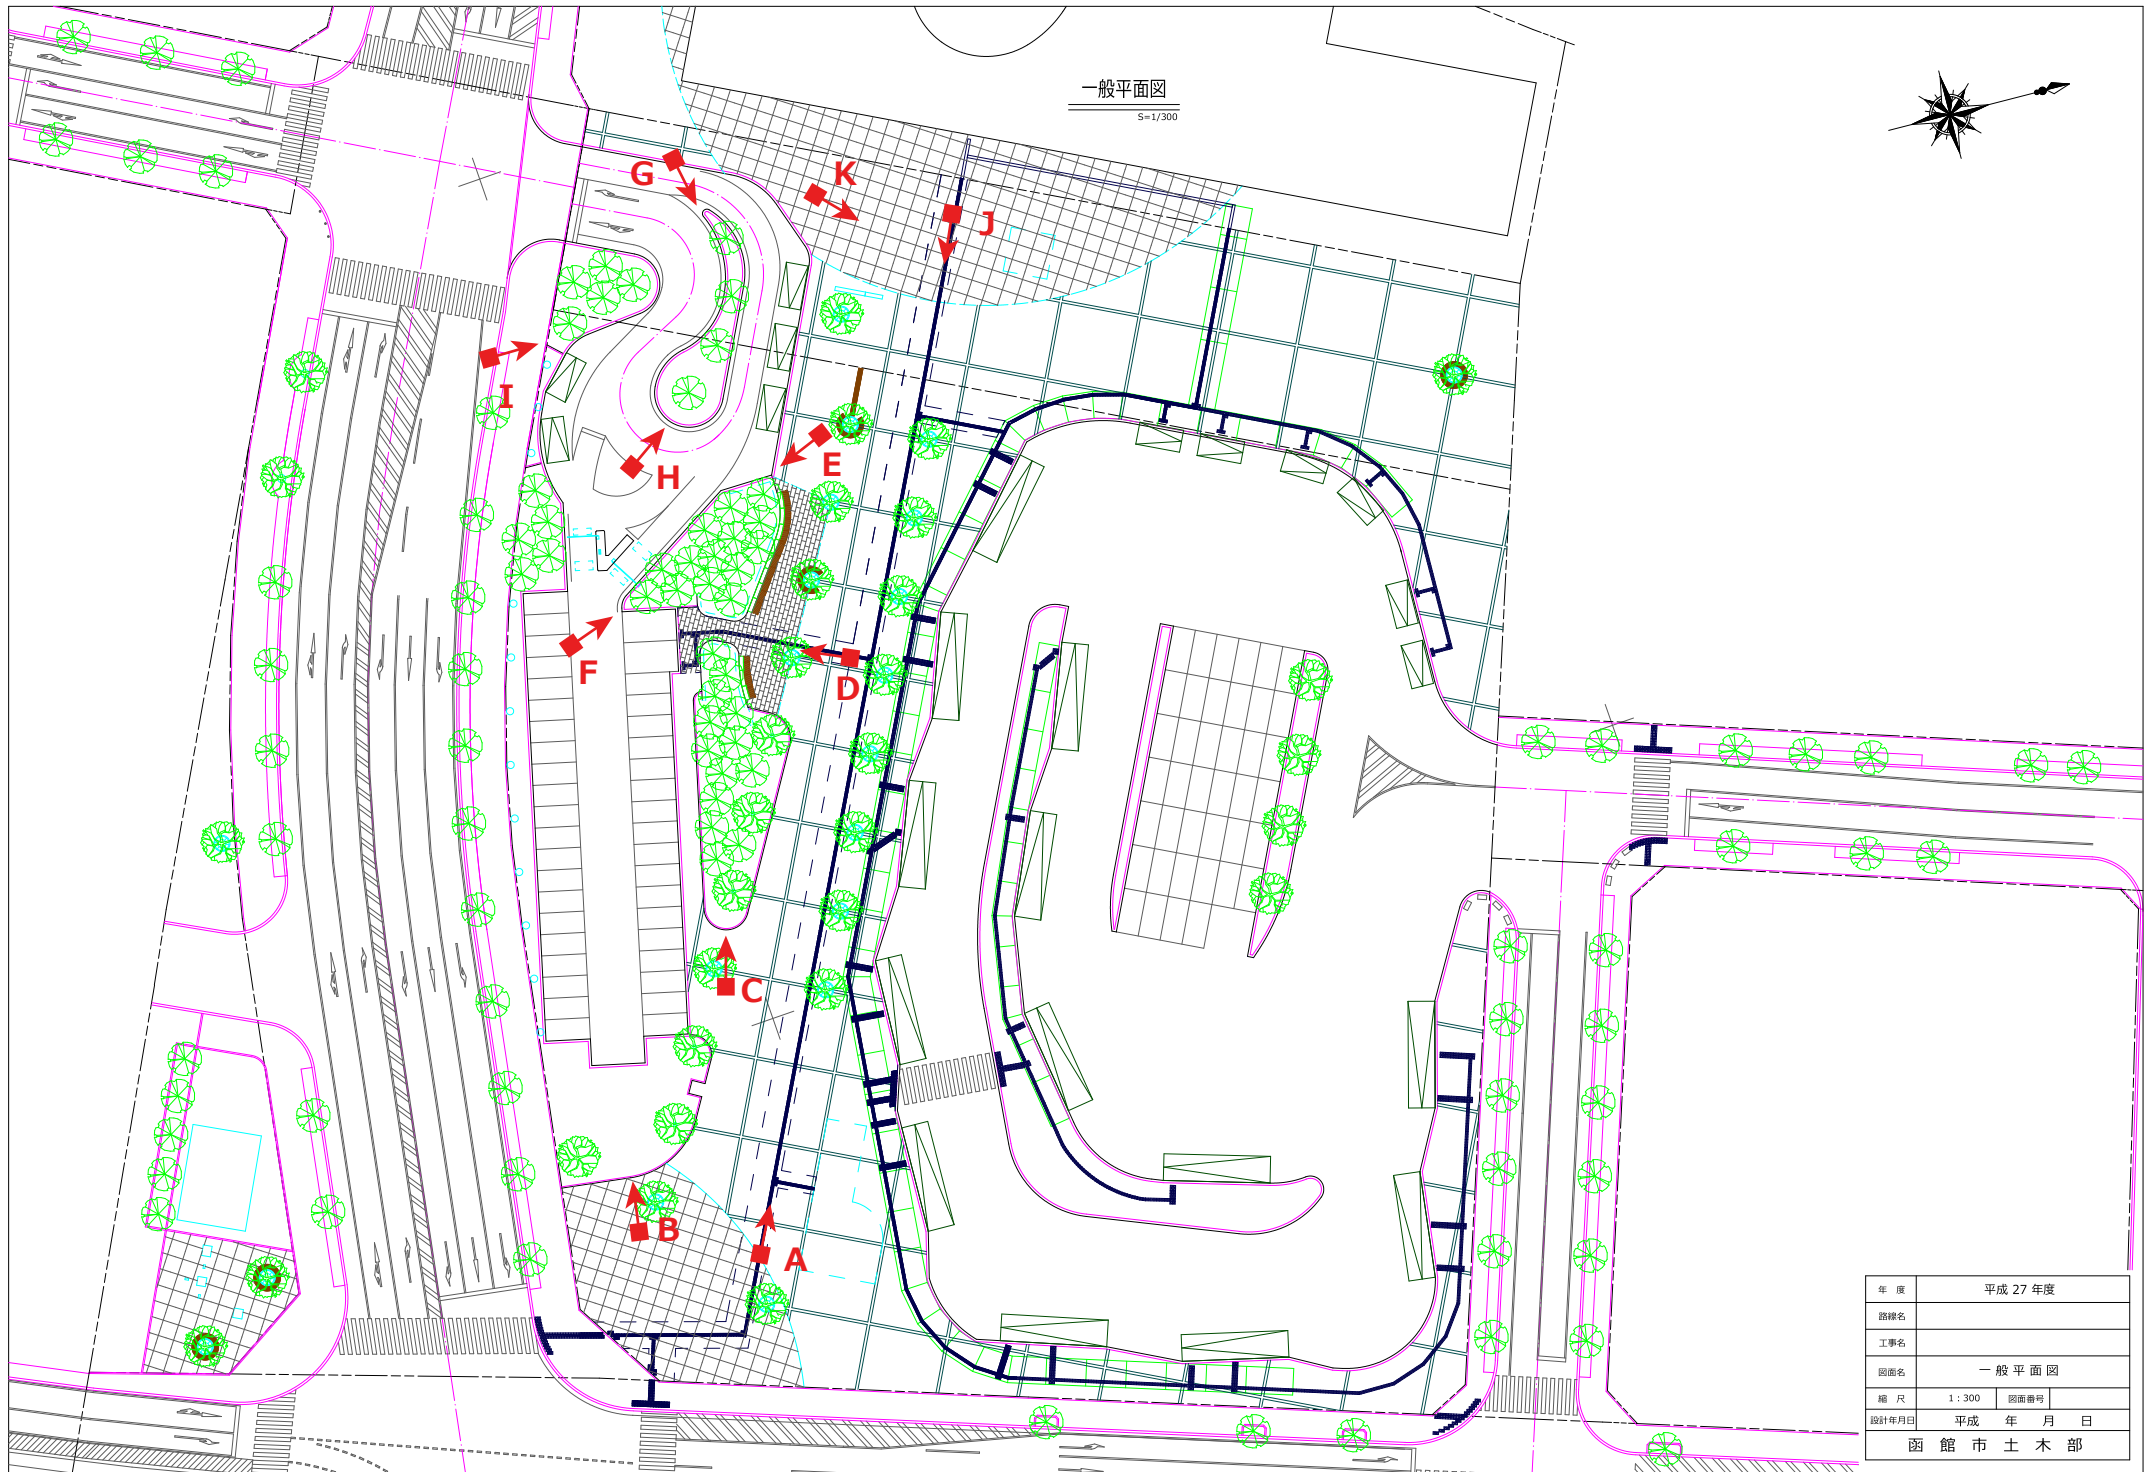 一般平面図
S=1/300
G
K
J
I
E
H
D
F
C
B
A
年 度 平成 27 年度
路線名
工事名
図面名 一 般 平 面 図
縮 尺 1:300 図面番号
設計年月日 平成 年 月 日
函 館 市 土 木 部